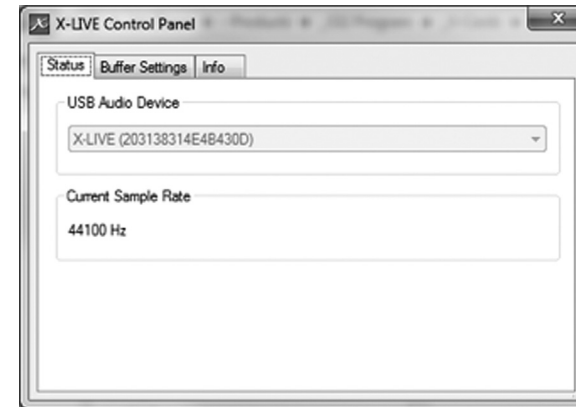 X-LIVE Control Panel
Status Buffer Settings Info
USB Audio Device
X-LIVE (203138314E4B430D)
Current Sample Rate
44100 Hz